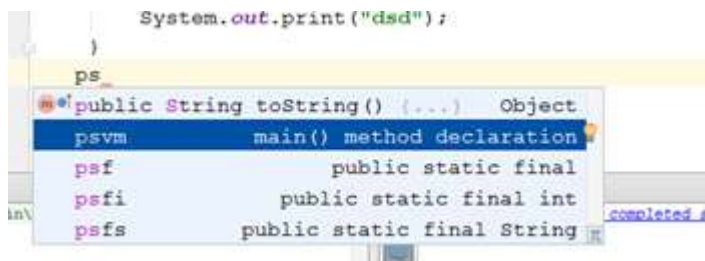 System.out.print("dsd");
}
ps
public String toString() {...} Object
psvm main() method declaration
psf public static final
psfi public static final int
psfs public static final String
completed